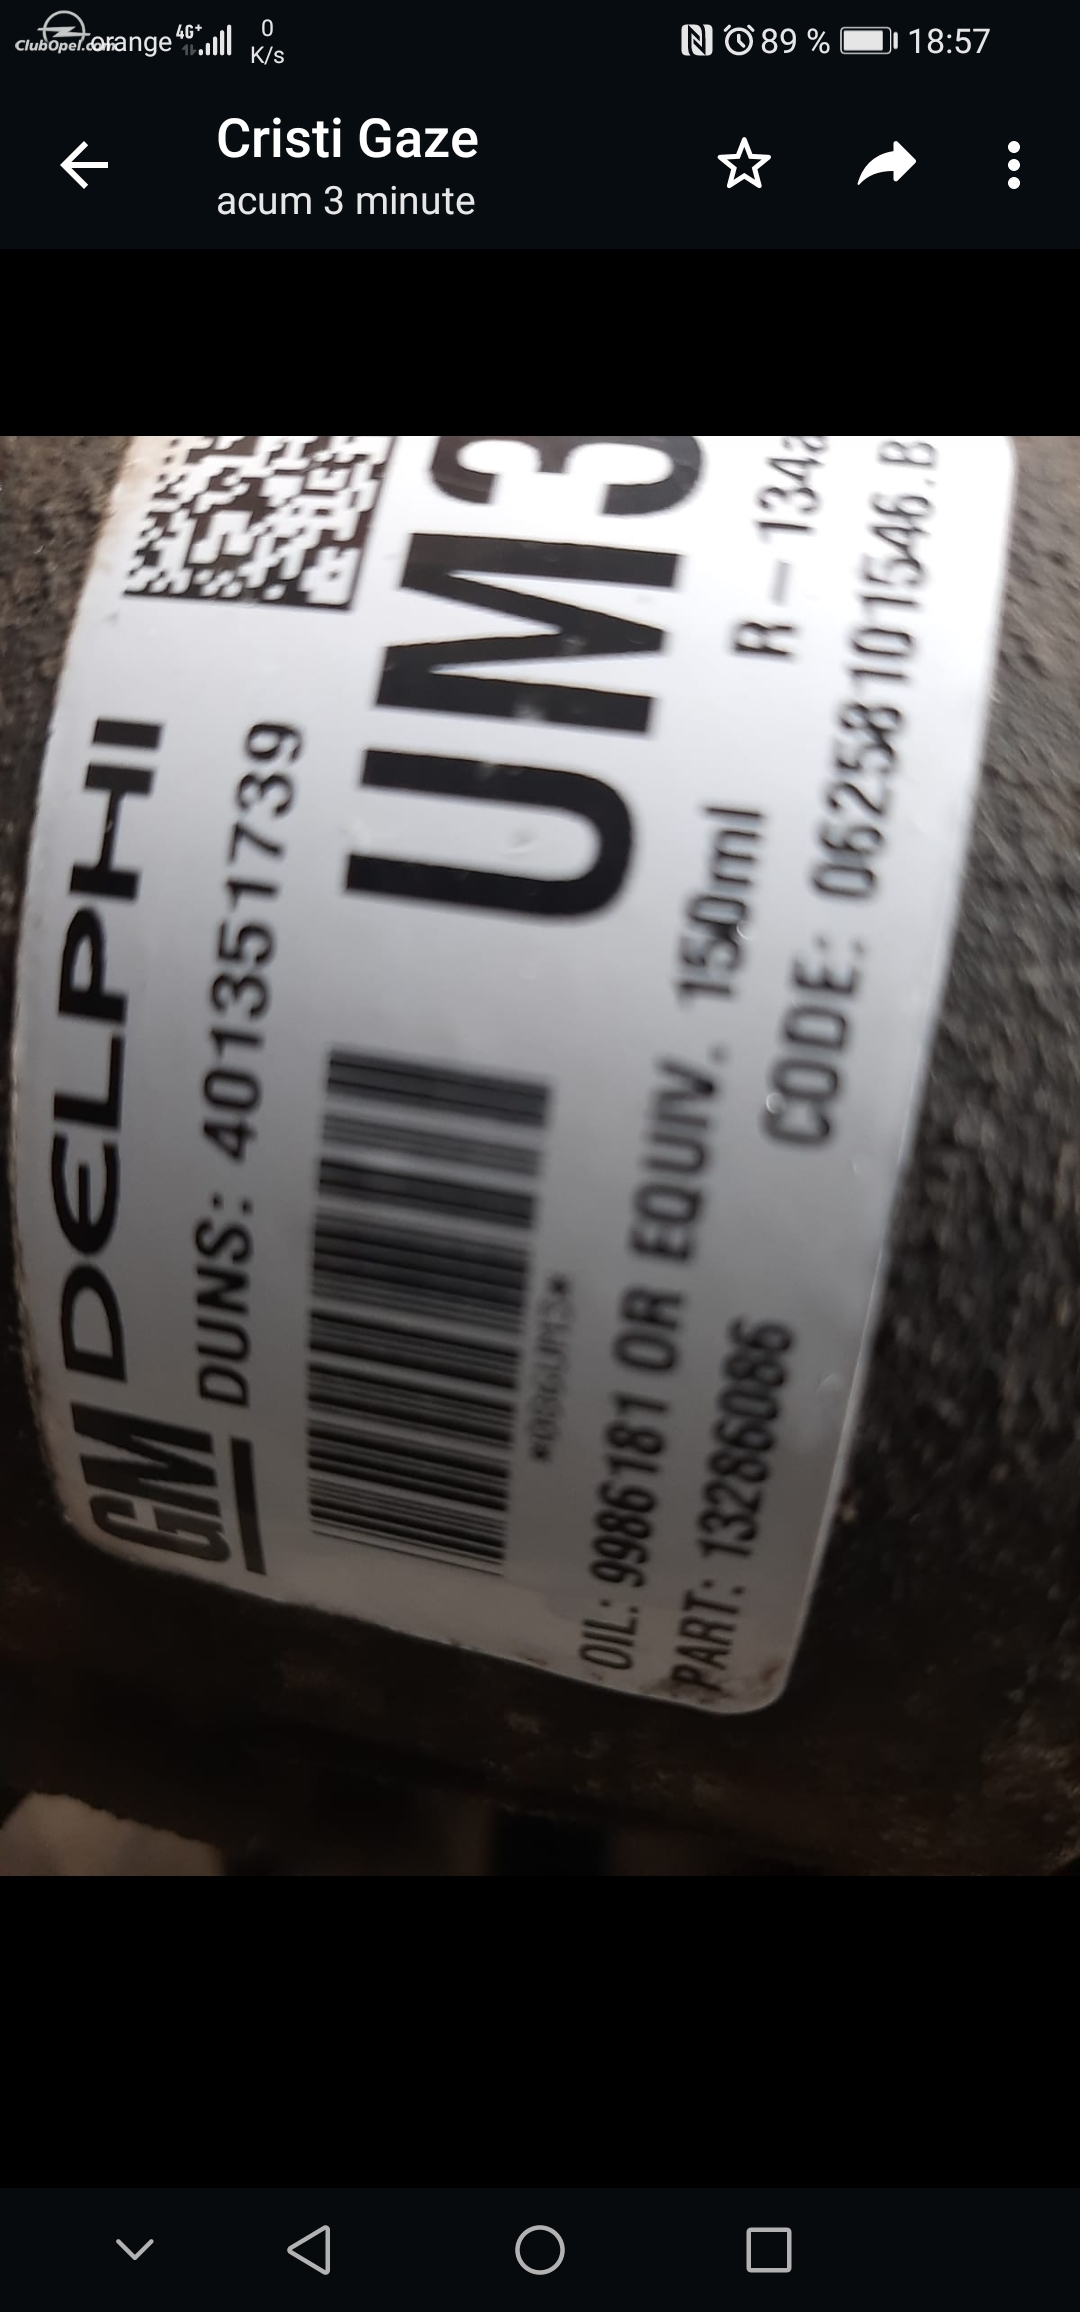 ClubOpel.com
orange 4G+ 0 K/s 89 % 18:57
Cristi Gaze
acum 3 minute
GM DELPHI
DUNS: 401351739
UM3
OIL: 9986181 OR EQUIV. 150ml R-134a
PART: 13286086 CODE: 06258101546.B